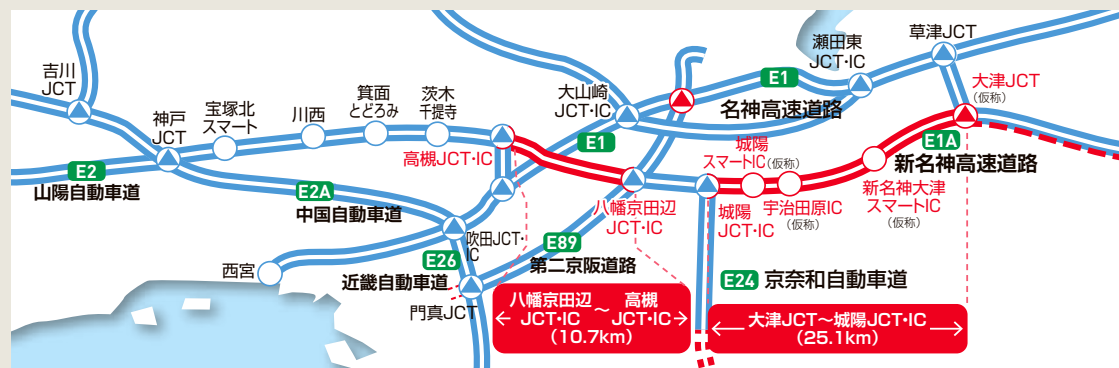 吉川
JCT
神戸
JCT
宝塚北
スマート
川西
箕面
とどろみ
茨木
千提寺
高槻JCT・IC
大山崎
JCT・IC
E1
名神高速道路
瀬田東
JCT・IC
草津JCT
大津JCT
(仮称)
E1A
新名神高速道路
E1
城陽
スマートIC(仮称)
E2
山陽自動車道
E2A
中国自動車道
八幡京田辺
JCT・IC
城陽
JCT・IC
宇治田原IC
(仮称)
新名神大津
スマートIC
(仮称)
吹田JCT・
IC
西宮
E26
近畿自動車道
門真JCT
E89
第二京阪道路
E24 京奈和自動車道
八幡京田辺
JCT・IC
~
高槻
JCT・IC
(10.7km)
大津JCT~城陽JCT・IC
(25.1km)